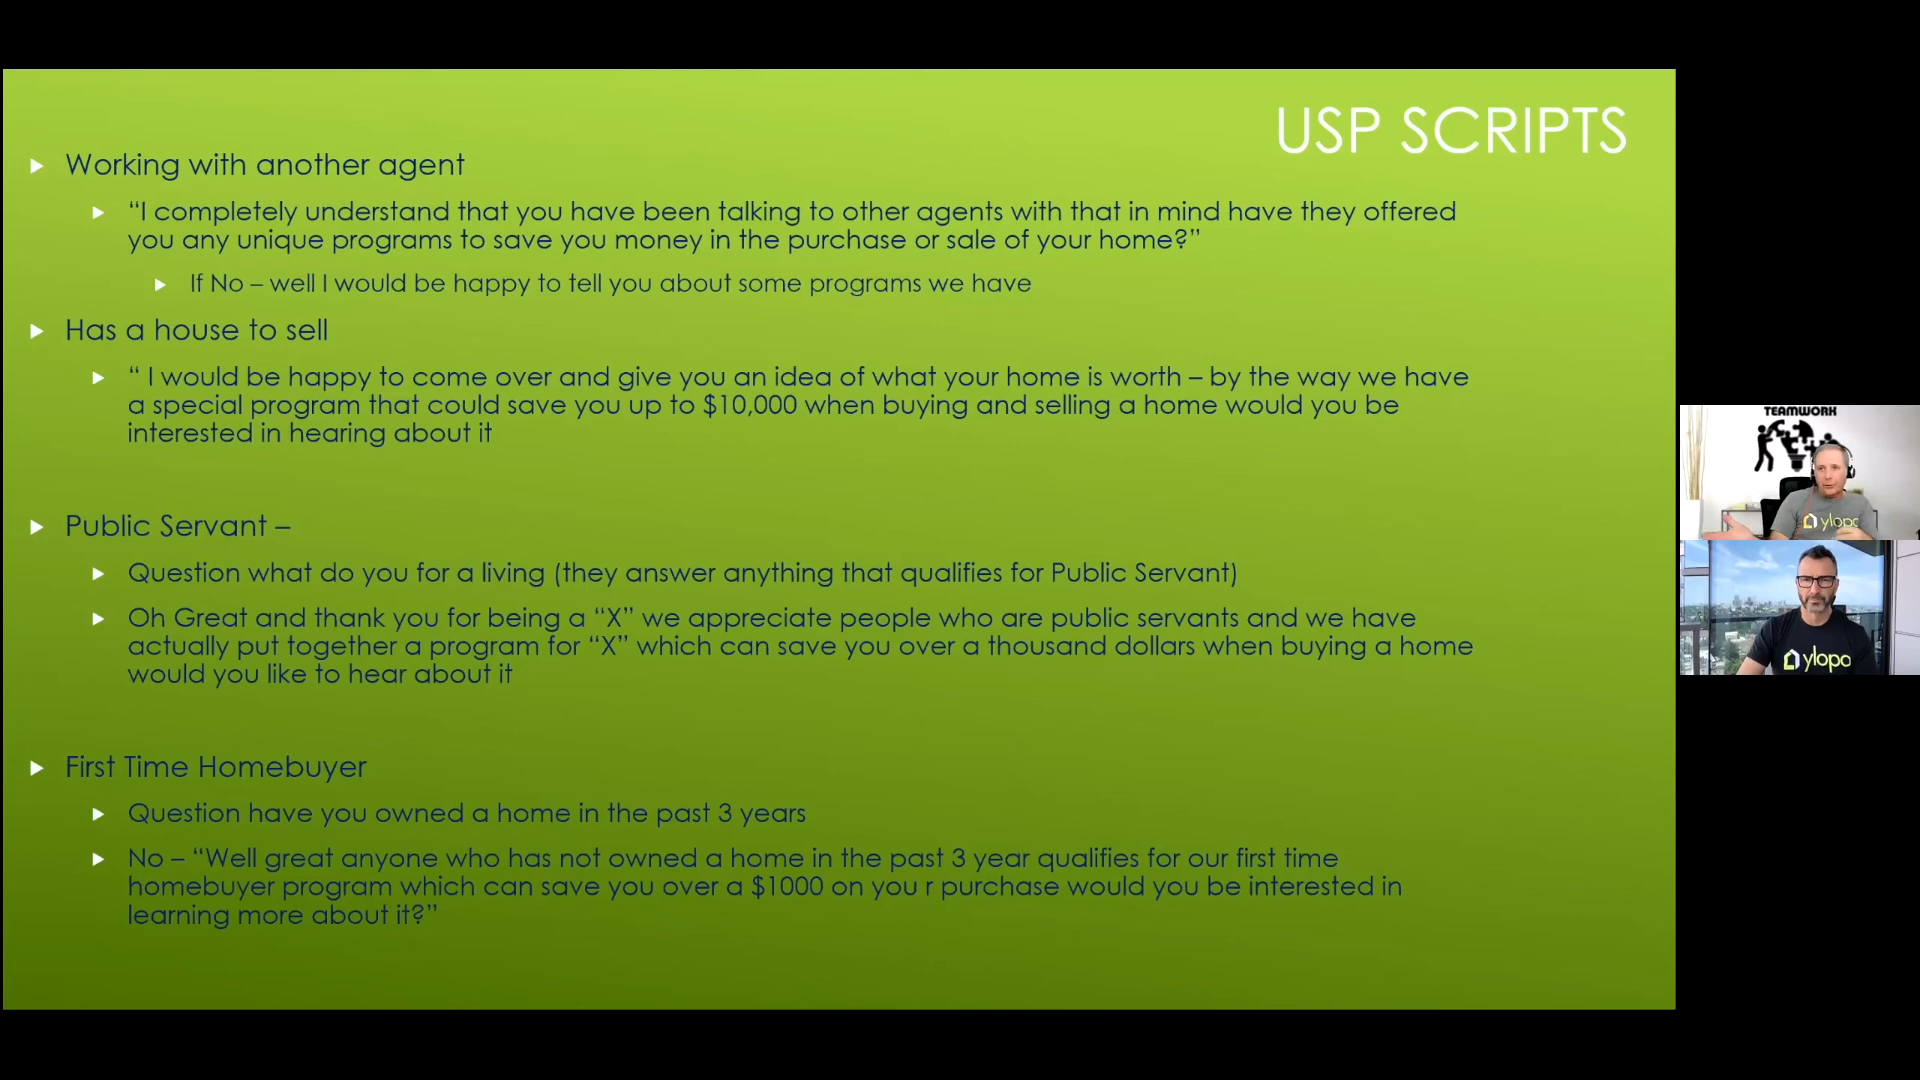 USP SCRIPTS
Working with another agent
“I completely understand that you have been talking to other agents with that in mind have they offered
you any unique programs to save you money in the purchase or sale of your home?”
If No – well I would be happy to tell you about some programs we have
Has a house to sell
“ I would be happy to come over and give you an idea of what your home is worth – by the way we have
a special program that could save you up to $10,000 when buying and selling a home would you be
interested in hearing about it
Public Servant –
Question what do you for a living (they answer anything that qualifies for Public Servant)
Oh Great and thank you for being a “X” we appreciate people who are public servants and we have
actually put together a program for “X” which can save you over a thousand dollars when buying a home
would you like to hear about it
First Time Homebuyer
Question have you owned a home in the past 3 years
No – “Well great anyone who has not owned a home in the past 3 year qualifies for our first time
homebuyer program which can save you over a $1000 on you r purchase would you be interested in
learning more about it?”
TEAMWORK
ylopo
ylopo